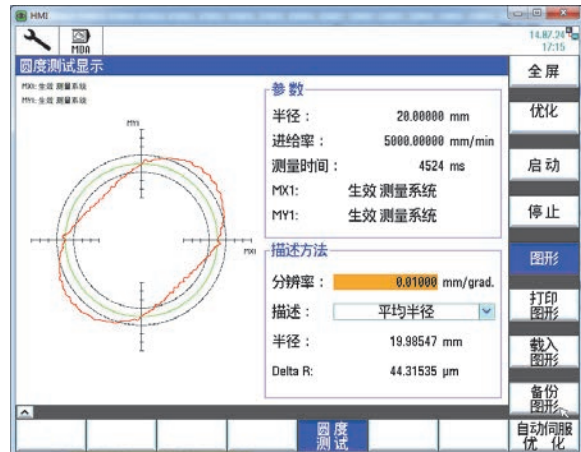 HMI
MDA
14.07.24
17:15
圆度测试显示
全屏
MX1: 生效 测量系统
MY1: 生效 测量系统
MY1
MX1
参数
半径： 20.00000 mm
进给率： 5000.00000 mm/min
测量时间： 4524 ms
MX1: 生效 测量系统
MY1: 生效 测量系统
描述方法
分辨率： 0.01000 mm/grad.
描述： 平均半径
半径： 19.98547 mm
Delta R: 44.31535 μm
优化
启动
停止
图形
打印
图形
载入
图形
备份
图形
圆度
测试
自动伺服
优化